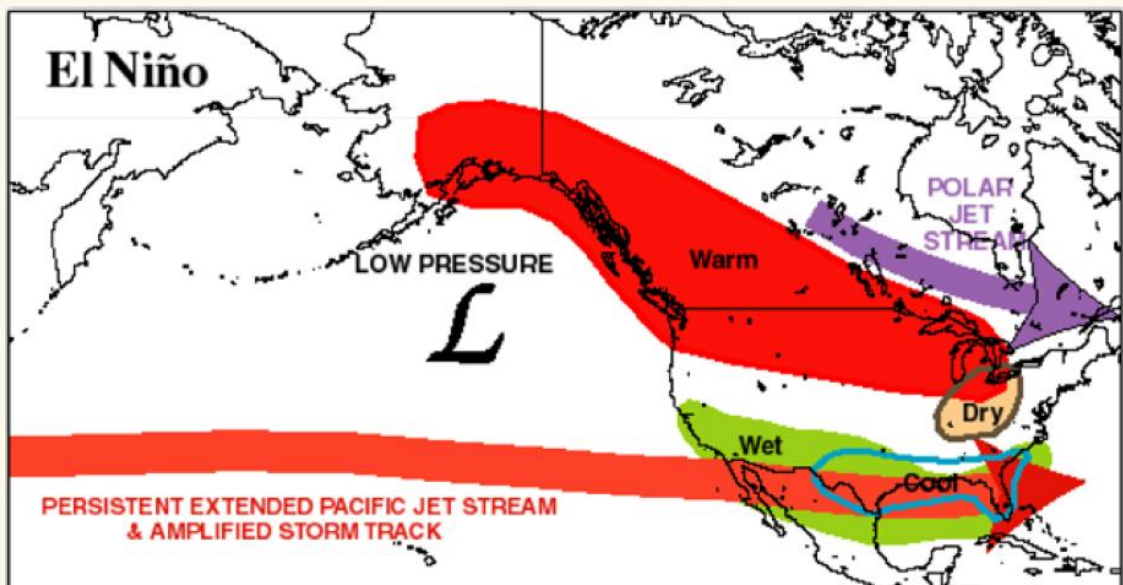 El Niño
POLAR
JET
STREAM
LOW PRESSURE
Warm
L
Dry
Wet
Cool
PERSISTENT EXTENDED PACIFIC JET STREAM
& AMPLIFIED STORM TRACK